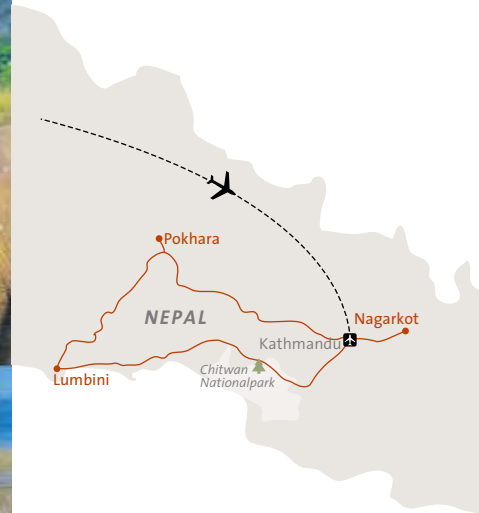 Pokhara
NEPAL
Nagarkot
Kathmandu
Chitwan
Nationalpark
Lumbini